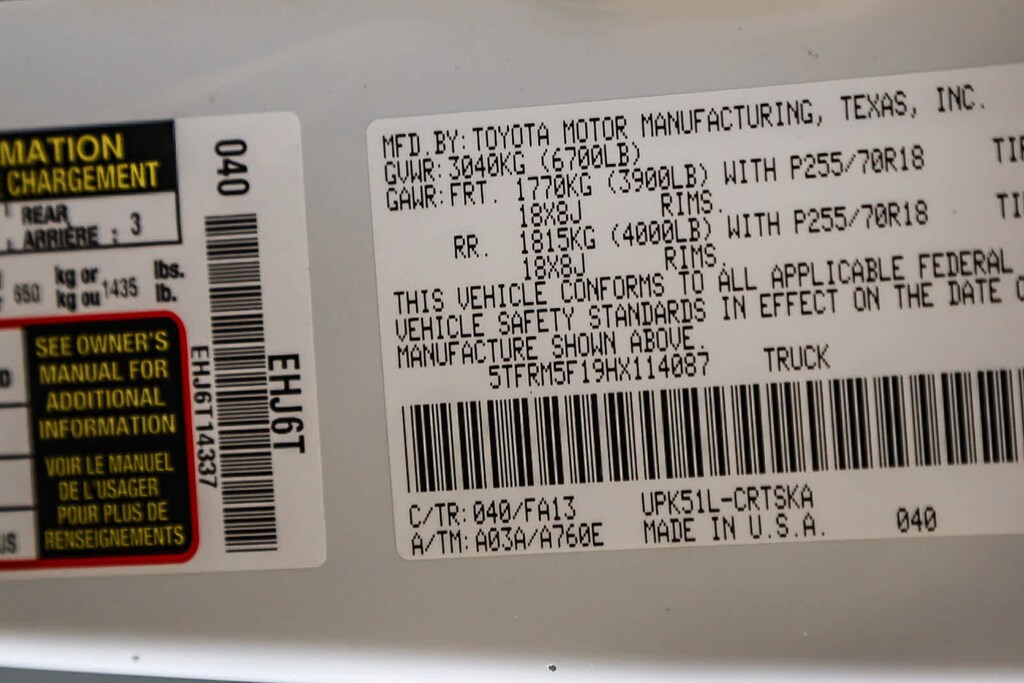 MATION
CHARGEMENT
REAR
ARRIÈRE : 3
kg or lbs.
650 kg ou 1435 lb.
SEE OWNER'S
MANUAL FOR
ADDITIONAL
INFORMATION
VOIR LE MANUEL
DE L'USAGER
POUR PLUS DE
RENSEIGNEMENTS
US
040
EHJ6T14337
EHJ6T
MFD.BY: TOYOTA MOTOR MANUFACTURING, TEXAS, INC.
GVWR: 3040KG (6700LB)
GAWR: FRT. 1770KG (3900LB) WITH P255/70R18 TI
18X8J RIMS.
RR. 1815KG (4000LB) WITH P255/70R18 TI
18X8J RIMS.
THIS VEHICLE CONFORMS TO ALL APPLICABLE FEDERAL
VEHICLE SAFETY STANDARDS IN EFFECT ON THE DATE
MANUFACTURE SHOWN ABOVE.
5TFRM5F19HX114087 TRUCK
C/TR: 040/FA13 UPK51L-CRTSKA
A/TM: A03A/A760E MADE IN U.S.A. 040